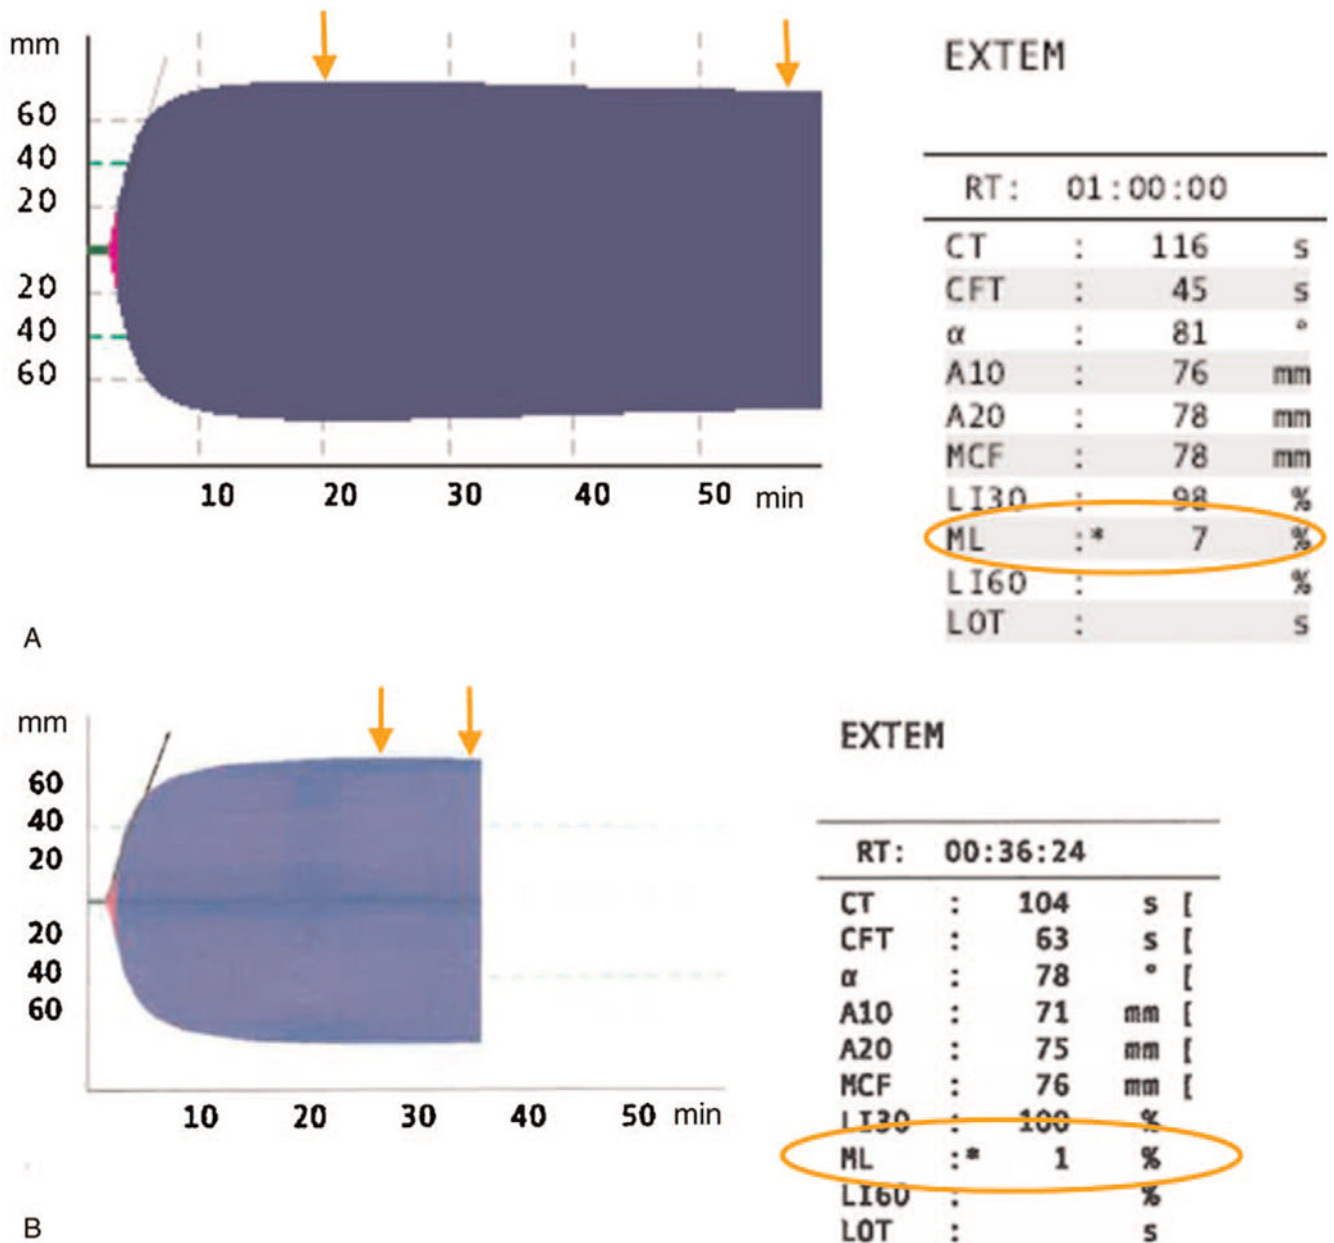 mm
60
40
20
20
40
60
10 20 30 40 50 min
EXTEM
RT: 01:00:00
CT : 116 s
CFT : 45 s
α : 81 °
A10 : 76 mm
A20 : 78 mm
MCF : 78 mm
LI30 : 98 %
ML :* 7 %
LI60 : %
LOT : s
A
mm
60
40
20
20
40
60
10 20 30 40 50 min
EXTEM
RT: 00:36:24
CT : 104 s [
CFT : 63 s [
α : 78 ° [
A10 : 71 mm [
A20 : 75 mm [
MCF : 76 mm [
LI30 : 100 %
ML :* 1 %
LI60 : %
LOT : s
B